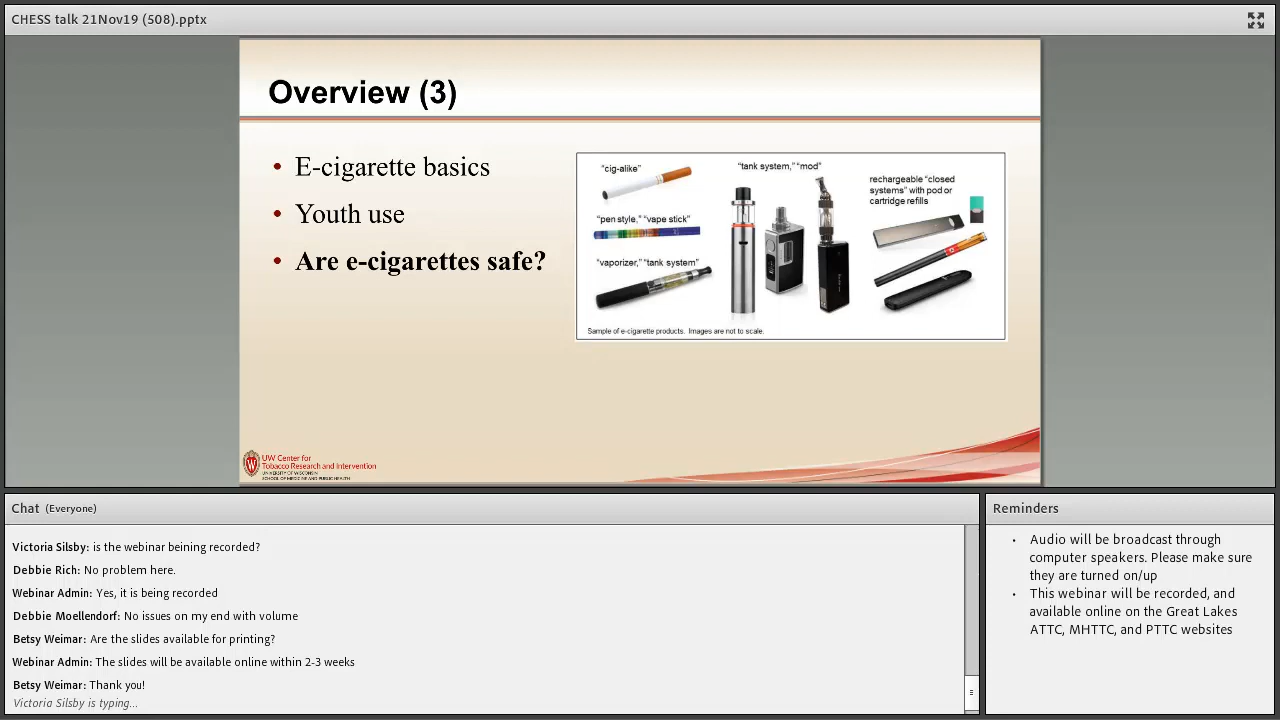 CHESS talk 21Nov19 (508).pptx
Overview (3)
• E-cigarette basics
• Youth use
• Are e-cigarettes safe?
"cig-alike"
"pen style," "vape stick"
"vaporizer," "tank system"
"tank system," "mod"
rechargeable "closed
systems" with pod or
cartridge refills
Sample of e-cigarette products. Images are not to scale.
UW Center for
Tobacco Research and Intervention
UNIVERSITY OF WISCONSIN
SCHOOL OF MEDICINE AND PUBLIC HEALTH
Chat (Everyone)
Victoria Silsby: is the webinar beining recorded?
Debbie Rich: No problem here.
Webinar Admin: Yes, it is being recorded
Debbie Moellendorf: No issues on my end with volume
Betsy Weimar: Are the slides available for printing?
Webinar Admin: The slides will be available online within 2-3 weeks
Betsy Weimar: Thank you!
Victoria Silsby is typing...
Reminders
• Audio will be broadcast through
computer speakers. Please make sure
they are turned on/up
• This webinar will be recorded, and
available online on the Great Lakes
ATTC, MHTTC, and PTTC websites